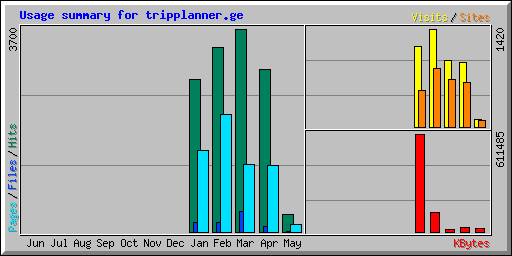 Usage summary for tripplanner.ge
Visits/Sites
3700
1420
Pages/Files/Hits
611485
Jun Jul Aug Sep Oct Nov Dec Jan Feb Mar Apr May
KBytes